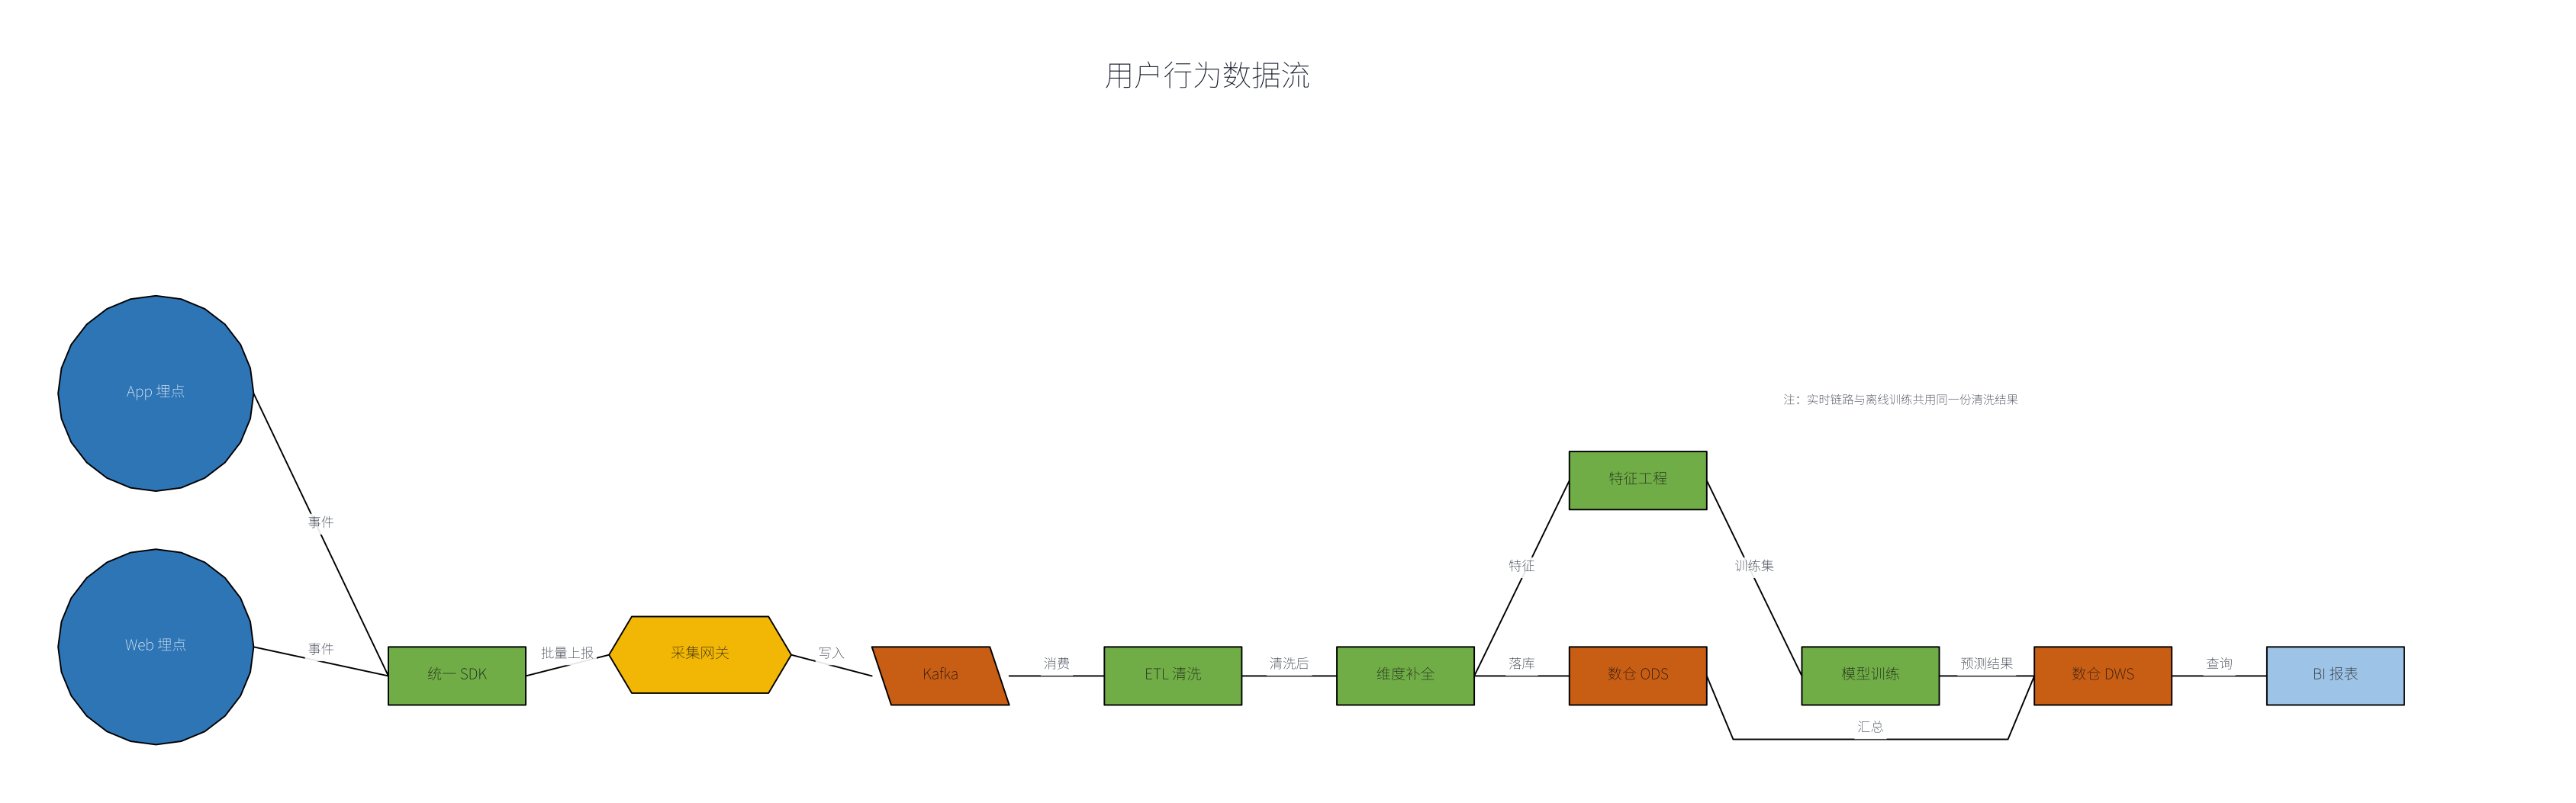 用户行为数据流
App 埋点
注：实时链路与离线训练共用同一份清洗结果
特征工程
事件
特征
训练集
Web 埋点
事件
统一 SDK
批量上报
采集网关
写入
Kafka
消费
ETL 清洗
清洗后
维度补全
落库
数仓 ODS
模型训练
预测结果
数仓 DWS
查询
BI 报表
汇总